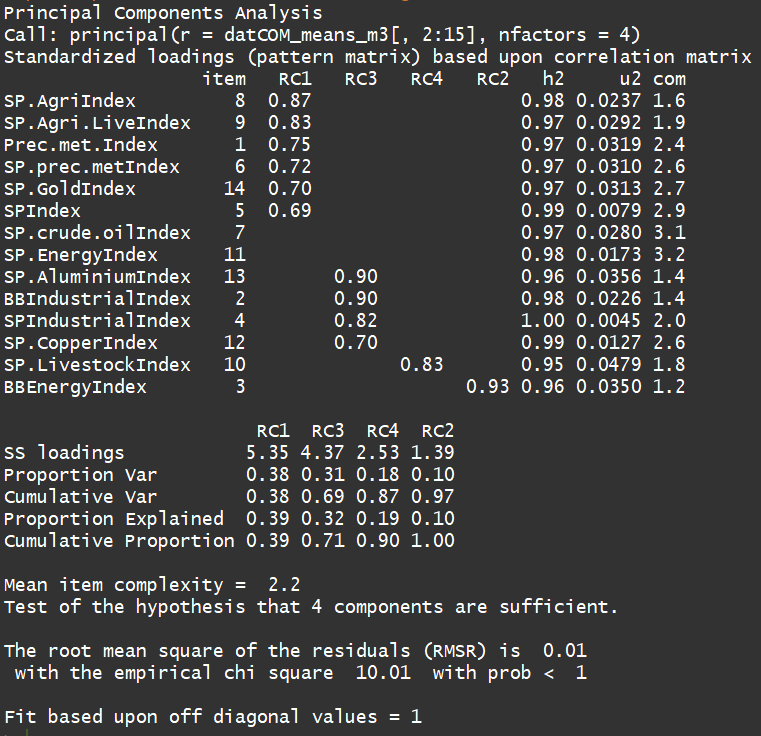 Principal Components Analysis
Call: principal(r = datCOM_means_m3[, 2:15], nfactors = 4)
Standardized loadings (pattern matrix) based upon correlation matrix
item RC1 RC3 RC4 RC2 h2 u2 com
SP.AgriIndex 8 0.87 0.98 0.0237 1.6
SP.Agri.LiveIndex 9 0.83 0.97 0.0292 1.9
Prec.met.Index 1 0.75 0.97 0.0319 2.4
SP.prec.metIndex 6 0.72 0.97 0.0310 2.6
SP.GoldIndex 14 0.70 0.97 0.0313 2.7
SPIndex 5 0.69 0.99 0.0079 2.9
SP.crude.oilIndex 7 0.97 0.0280 3.1
SP.EnergyIndex 11 0.98 0.0173 3.2
SP.AluminiumIndex 13 0.90 0.96 0.0356 1.4
BBIndustrialIndex 2 0.90 0.98 0.0226 1.4
SPIndustrialIndex 4 0.82 1.00 0.0045 2.0
SP.CopperIndex 12 0.70 0.99 0.0127 2.6
SP.LivestockIndex 10 0.83 0.95 0.0479 1.8
BBEnergyIndex 3 0.93 0.96 0.0350 1.2
RC1 RC3 RC4 RC2
SS loadings 5.35 4.37 2.53 1.39
Proportion Var 0.38 0.31 0.18 0.10
Cumulative Var 0.38 0.69 0.87 0.97
Proportion Explained 0.39 0.32 0.19 0.10
Cumulative Proportion 0.39 0.71 0.90 1.00
Mean item complexity = 2.2
Test of the hypothesis that 4 components are sufficient.
The root mean square of the residuals (RMSR) is 0.01
with the empirical chi square 10.01 with prob < 1
Fit based upon off diagonal values = 1